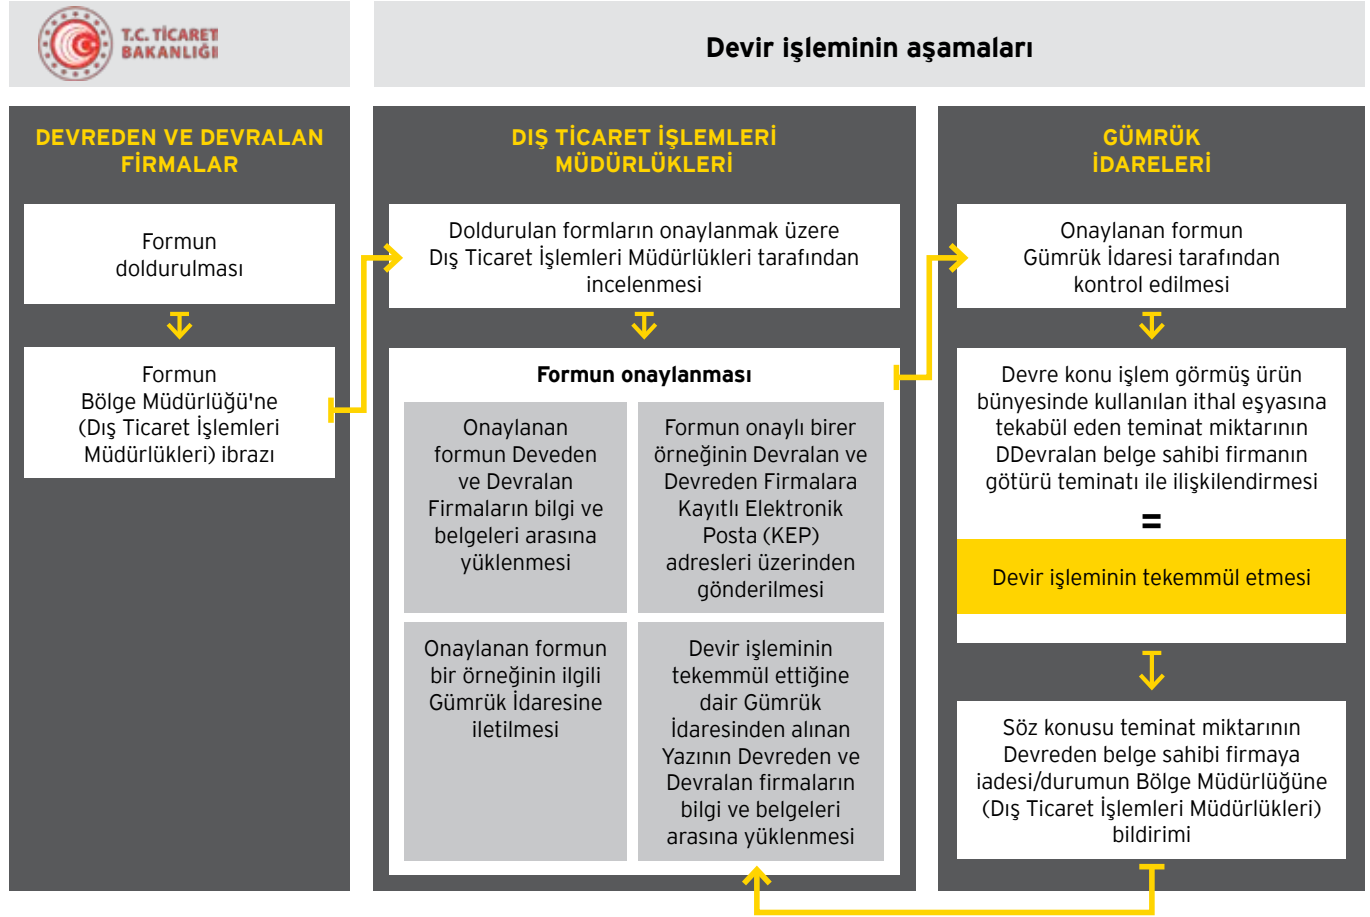 T.C. TİCARET
BAKANLIĞI
Devir işleminin aşamaları
DEVREDEN VE DEVRALAN
FİRMALAR
Formun
doldurulması
Formun
Bölge Müdürlüğü'ne
(Dış Ticaret İşlemleri
Müdürlükleri) ibrazı
DIŞ TİCARET İŞLEMLERİ
MÜDÜRLÜKLERİ
Doldurulan formların onaylanmak üzere
Dış Ticaret İşlemleri Müdürlükleri tarafından
incelenmesi
Formun onaylanması
Onaylanan
formun Deveden
ve Devralan
Firmaların bilgi ve
belgeleri arasına
yüklenmesi
Formun onaylı birer
örneğinin Devralan ve
Devreden Firmalara
Kayıtlı Elektronik
Posta (KEP)
adresleri üzerinden
gönderilmesi
Onaylanan formun
bir örneğinin ilgili
Gümrük İdaresine
iletilmesi
Devir işleminin
tekemmül ettiğine
dair Gümrük
İdaresinden alınan
Yazının Devreden ve
Devralan firmaların
bilgi ve belgeleri
arasına yüklenmesi
GÜMRÜK
İDARELERİ
Onaylanan formun
Gümrük İdaresi tarafından
kontrol edilmesi
Devre konu işlem görmüş ürün
bünyesinde kullanılan ithal eşyasına
tekabül eden teminat miktarının
DDevralan belge sahibi firmanın
götürü teminatı ile ilişkilendirmesi
=
Devir işleminin tekemmül etmesi
Söz konusu teminat miktarının
Devreden belge sahibi firmaya
iadesi/durumun Bölge Müdürlüğüne
(Dış Ticaret İşlemleri Müdürlükleri)
bildirimi